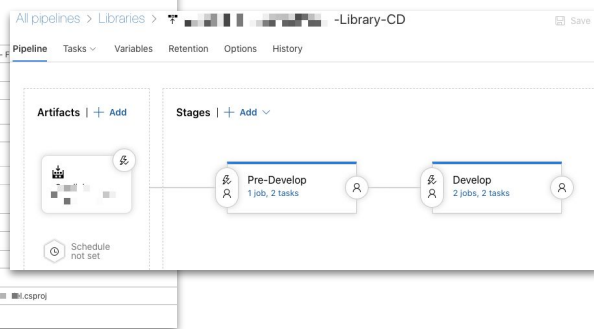 All pipelines > Libraries > -Library-CD
Save
Pipeline Tasks Variables Retention Options History
Artifacts | + Add
Stages | + Add
Pre-Develop
1 job, 2 tasks
Develop
2 jobs, 2 tasks
Schedule
not set
.csproj